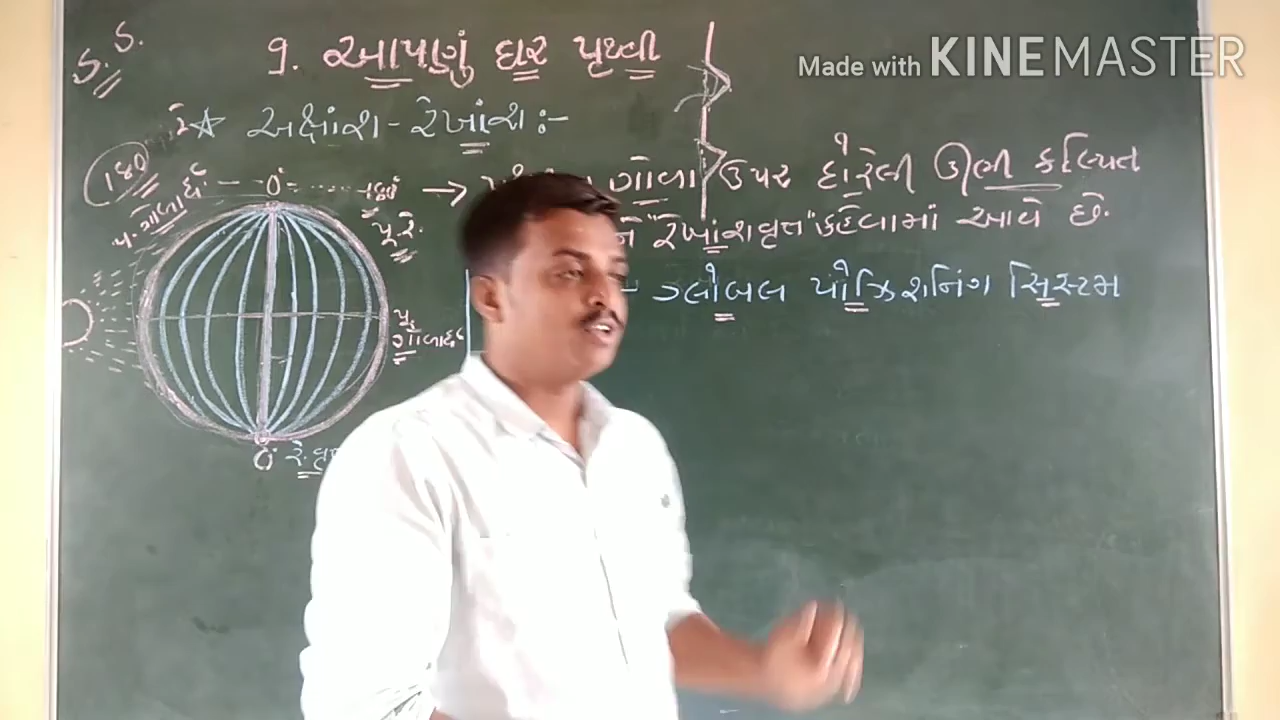 S.S.
Made with KINEMASTER
૧. આપણું ઘર પૃથ્વી
૨ ★ અક્ષાંશ - રેખાંશ :-
180
પ. ગોળાર્ધ
0° 180°
→ ગોળા ઉપર દોરેલી ઊભી કલ્પિત
પૂ. રે.
ને "રેખાંશવૃત્ત" કહેવામાં આવે છે.
- ગ્લોબલ પોઝિશનિંગ સિસ્ટમ
પૂ. ગોળાર્ધ
0° રે. વૃ